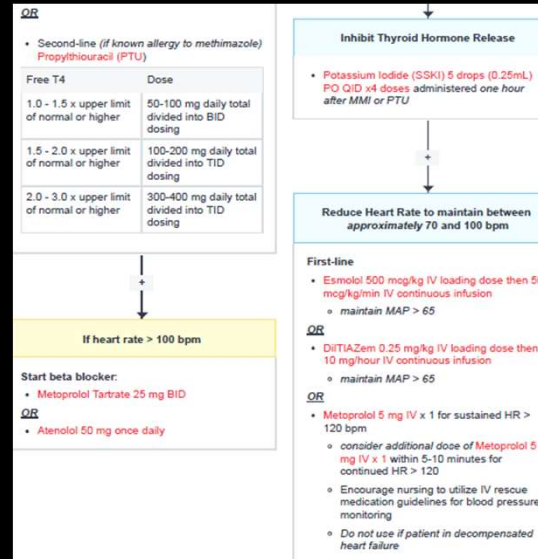 OR
• Second-line (if known allergy to methimazole)
Propylthiouracil (PTU)
Free T4 Dose
1.0 - 1.5 x upper limit
of normal or higher
50-100 mg daily total
divided into BID
dosing
1.5 - 2.0 x upper limit
of normal or higher
100-200 mg daily total
divided into TID
dosing
2.0 - 3.0 x upper limit
of normal or higher
300-400 mg daily total
divided into TID
dosing
+
If heart rate > 100 bpm
Start beta blocker:
• Metoprolol Tartrate 25 mg BID
OR
• Atenolol 50 mg once daily
Inhibit Thyroid Hormone Release
• Potassium Iodide (SSKI) 5 drops (0.25mL)
PO QID x4 doses administered one hour
after MMI or PTU
+
Reduce Heart Rate to maintain between
approximately 70 and 100 bpm
First-line
• Esmolol 500 mcg/kg IV loading dose then
mcg/kg/min IV continuous infusion
○ maintain MAP > 65
OR
• DilTIAZem 0.25 mg/kg IV loading dose then
10 mg/hour IV continuous infusion
○ maintain MAP > 65
OR
• Metoprolol 5 mg IV x 1 for sustained HR >
120 bpm
○ consider additional dose of Metoprolol 5
mg IV x 1 within 5-10 minutes for
continued HR > 120
○ Encourage nursing to utilize IV rescue
medication guidelines for blood pressure
monitoring
○ Do not use if patient in decompensated
heart failure